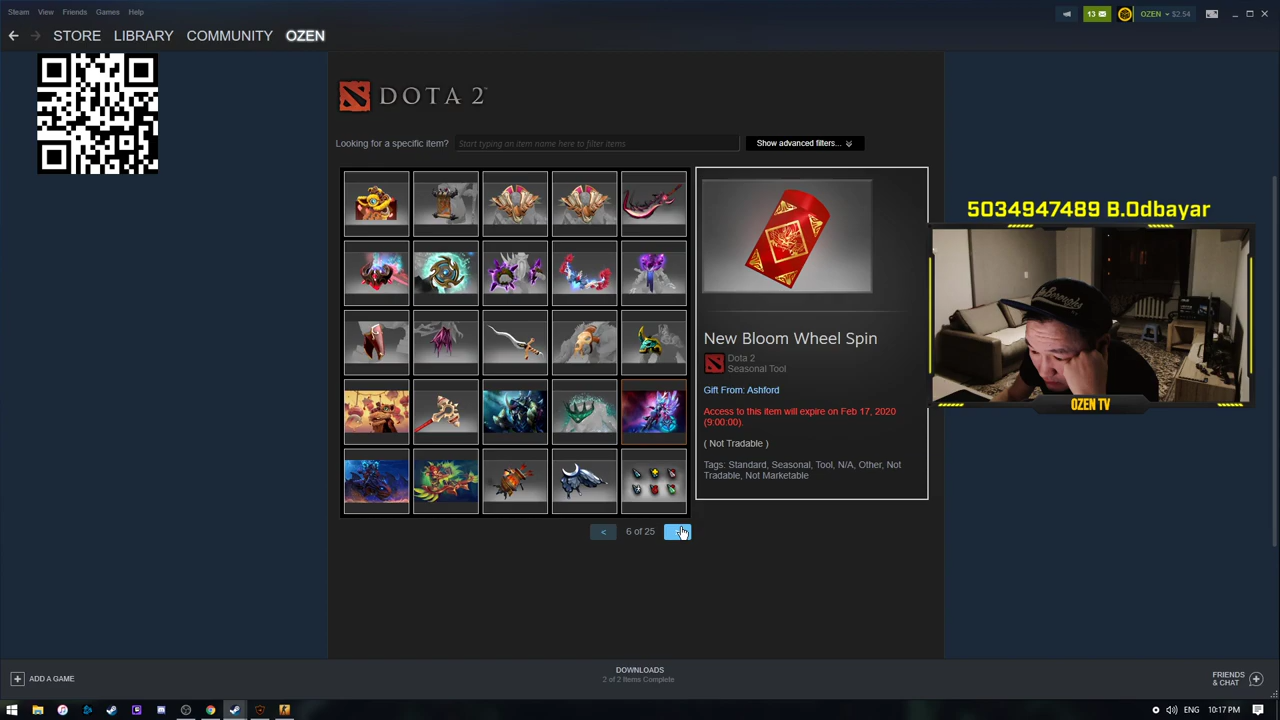 Steam View Friends Games Help
13
OZEN $2.54
STORE LIBRARY COMMUNITY OZEN
DOTA 2
Looking for a specific item? Start typing an item name here to filter items Show advanced filters...
5034947489 B.Odbayar
New Bloom Wheel Spin
Dota 2
Seasonal Tool
Gift From: Ashford
Access to this item will expire on Feb 17, 2020
(9:00:00).
( Not Tradable )
Tags: Standard, Seasonal, Tool, N/A, Other, Not
Tradable, Not Marketable
OZEN TV
< 6 of 25
ADD A GAME
DOWNLOADS
2 of 2 Items Complete
FRIENDS
& CHAT
ENG 10:17 PM